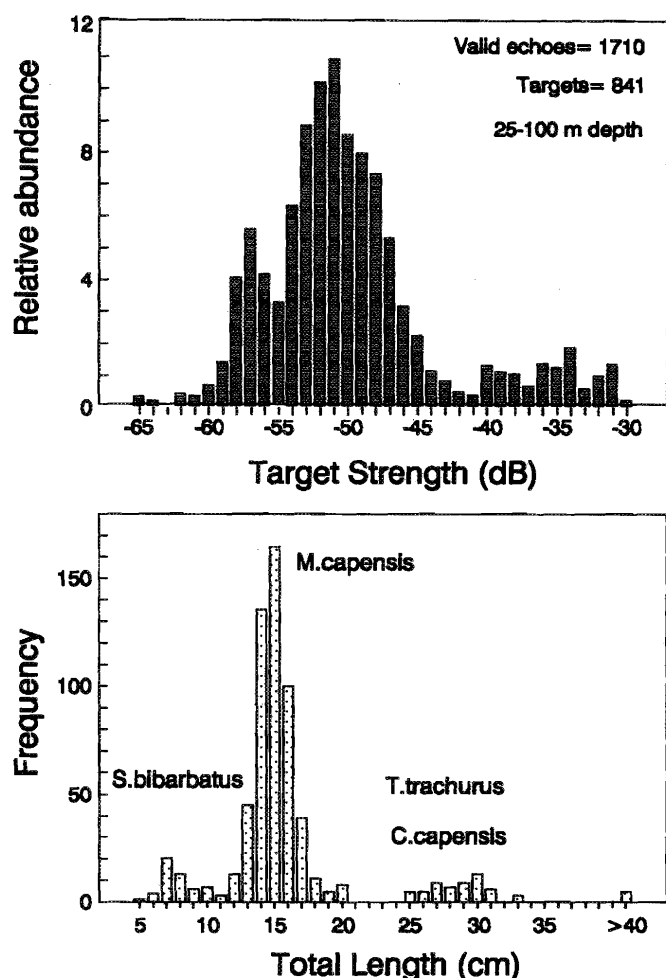 12
8
4
0
Relative abundance
Valid echoes= 1710
Targets= 841
25-100 m depth
-65 -60 -55 -50 -45 -40 -35 -30
Target Strength (dB)
150
100
50
0
Frequency
M.capensis
S.bibarbatus
T.trachurus
C.capensis
5 10 15 20 25 30 35 >40
Total Length (cm)